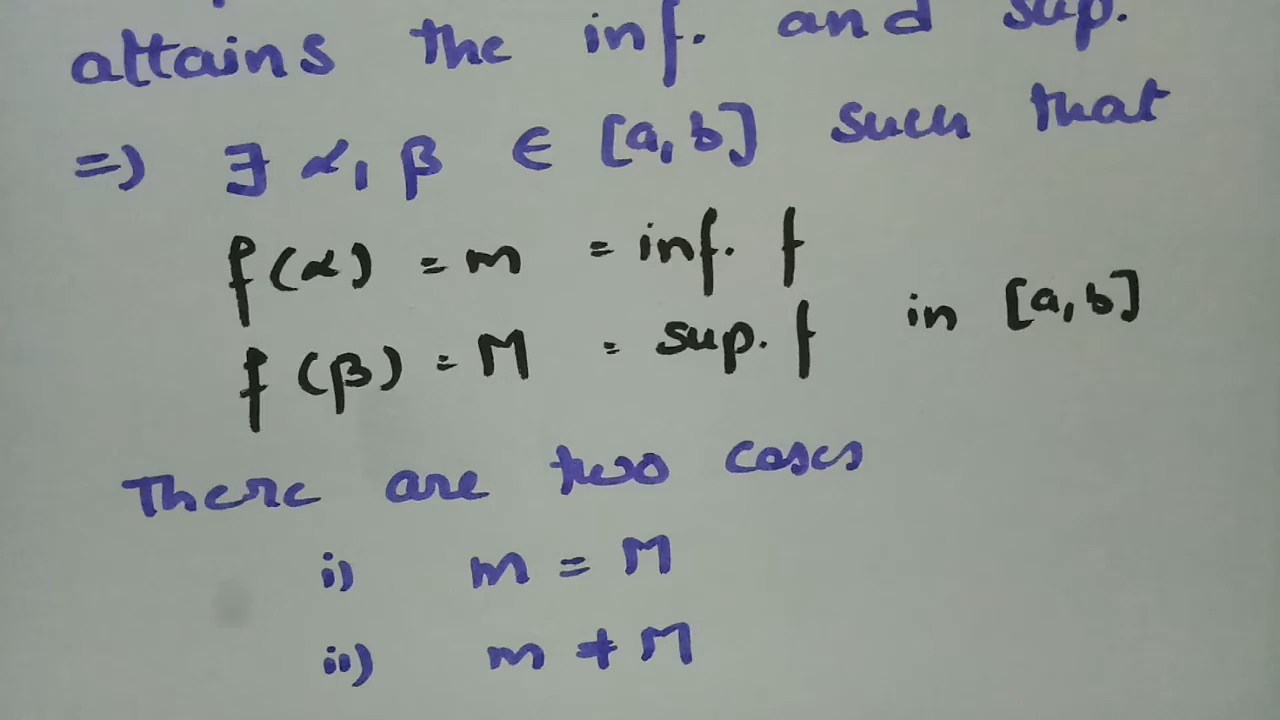 attains the inf. and sup.
=) ∃ α, β ∈ [a, b] such that
f(α) = m = inf. f
f(β) = M = sup. f in [a, b]
There are two cases
i) m = M
ii) m ≠ M